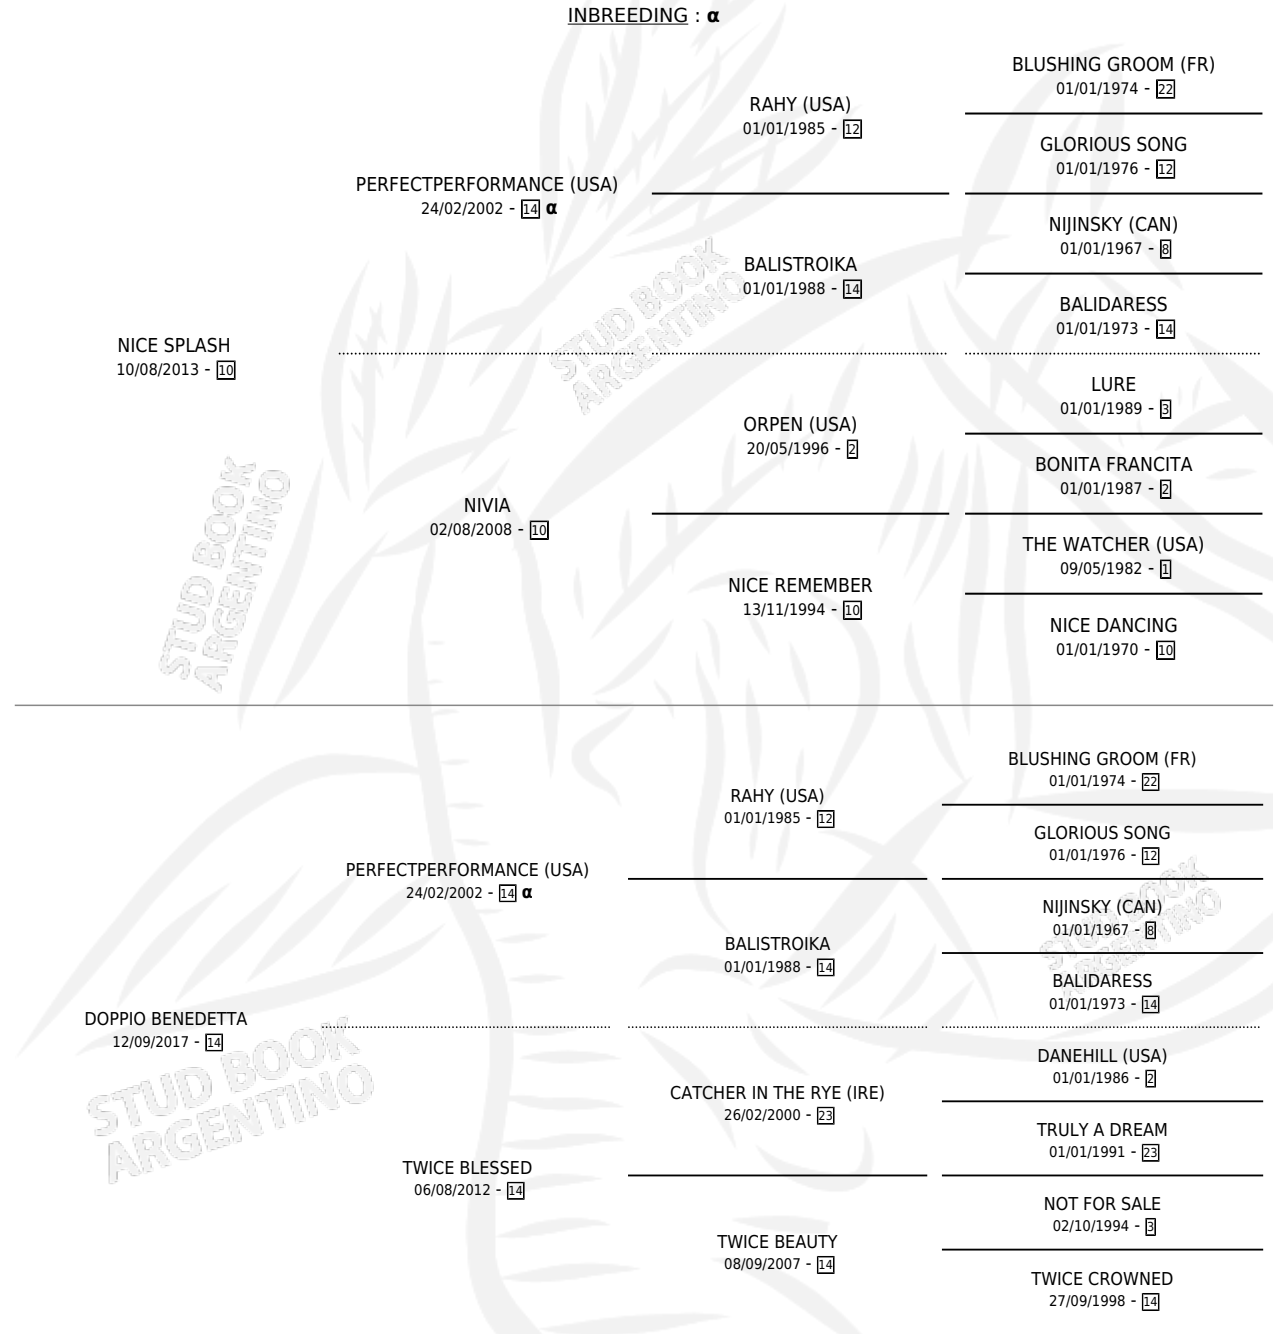 INBREEDING : α
BLUSHING GROOM (FR)
01/01/1974 - 22
RAHY (USA)
01/01/1985 - 12
GLORIOUS SONG
01/01/1976 - 12
PERFECTPERFORMANCE (USA)
24/02/2002 - 14 α
NIJINSKY (CAN)
01/01/1967 - 8
BALISTROIKA
01/01/1988 - 14
BALIDARESS
01/01/1973 - 14
NICE SPLASH
10/08/2013 - 10
LURE
01/01/1989 - 3
ORPEN (USA)
20/05/1996 - 2
BONITA FRANCITA
01/01/1987 - 2
NIVIA
02/08/2008 - 10
THE WATCHER (USA)
09/05/1982 - 1
NICE REMEMBER
13/11/1994 - 10
NICE DANCING
01/01/1970 - 10
STUD BOOK
ARGENTINO
STUD BOOK
ARGENTINO
BLUSHING GROOM (FR)
01/01/1974 - 22
RAHY (USA)
01/01/1985 - 12
GLORIOUS SONG
01/01/1976 - 12
PERFECTPERFORMANCE (USA)
24/02/2002 - 14 α
NIJINSKY (CAN)
01/01/1967 - 8
BALISTROIKA
01/01/1988 - 14
BALIDARESS
01/01/1973 - 14
DOPPIO BENEDETTA
12/09/2017 - 14
DANEHILL (USA)
01/01/1986 - 2
CATCHER IN THE RYE (IRE)
26/02/2000 - 23
TRULY A DREAM
01/01/1991 - 23
TWICE BLESSED
06/08/2012 - 14
NOT FOR SALE
02/10/1994 - 3
TWICE BEAUTY
08/09/2007 - 14
TWICE CROWNED
27/09/1998 - 14
STUD BOOK
ARGENTINO
STUD BOOK
ARGENTINO